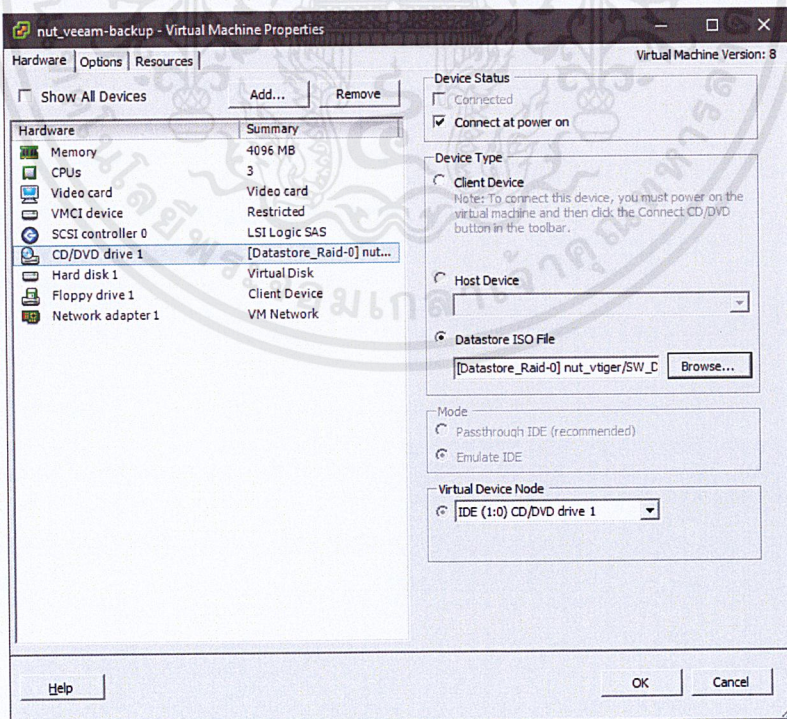 nut_veeam-backup - Virtual Machine Properties
Hardware Options Resources
Virtual Machine Version: 8
Show All Devices
Add...
Remove
Hardware Summary
Memory 4096 MB
CPUs 3
Video card Video card
VMCI device Restricted
SCSI controller 0 LSI Logic SAS
CD/DVD drive 1 [Datastore_Raid-0] nut...
Hard disk 1 Virtual Disk
Floppy drive 1 Client Device
Network adapter 1 VM Network
Device Status
Connected
Connect at power on
Device Type
Client Device
Note: To connect this device, you must power on the
virtual machine and then click the Connect CD/DVD
button in the toolbar.
Host Device
Datastore ISO File
[Datastore_Raid-0] nut_vtiger/SW_D
Browse...
Mode
Passthrough IDE (recommended)
Emulate IDE
Virtual Device Node
IDE (1:0) CD/DVD drive 1
Help
OK
Cancel